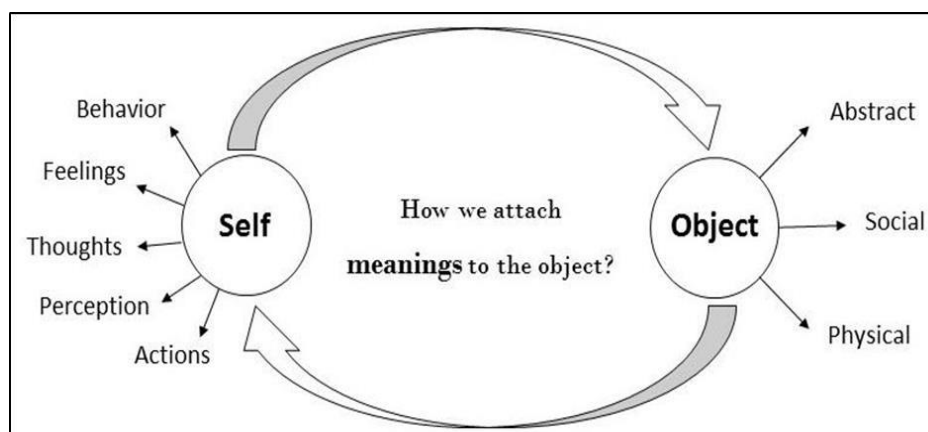 Behavior
Feelings
Thoughts
Perception
Actions
Self
How we attach
meanings to the object?
Object
Abstract
Social
Physical